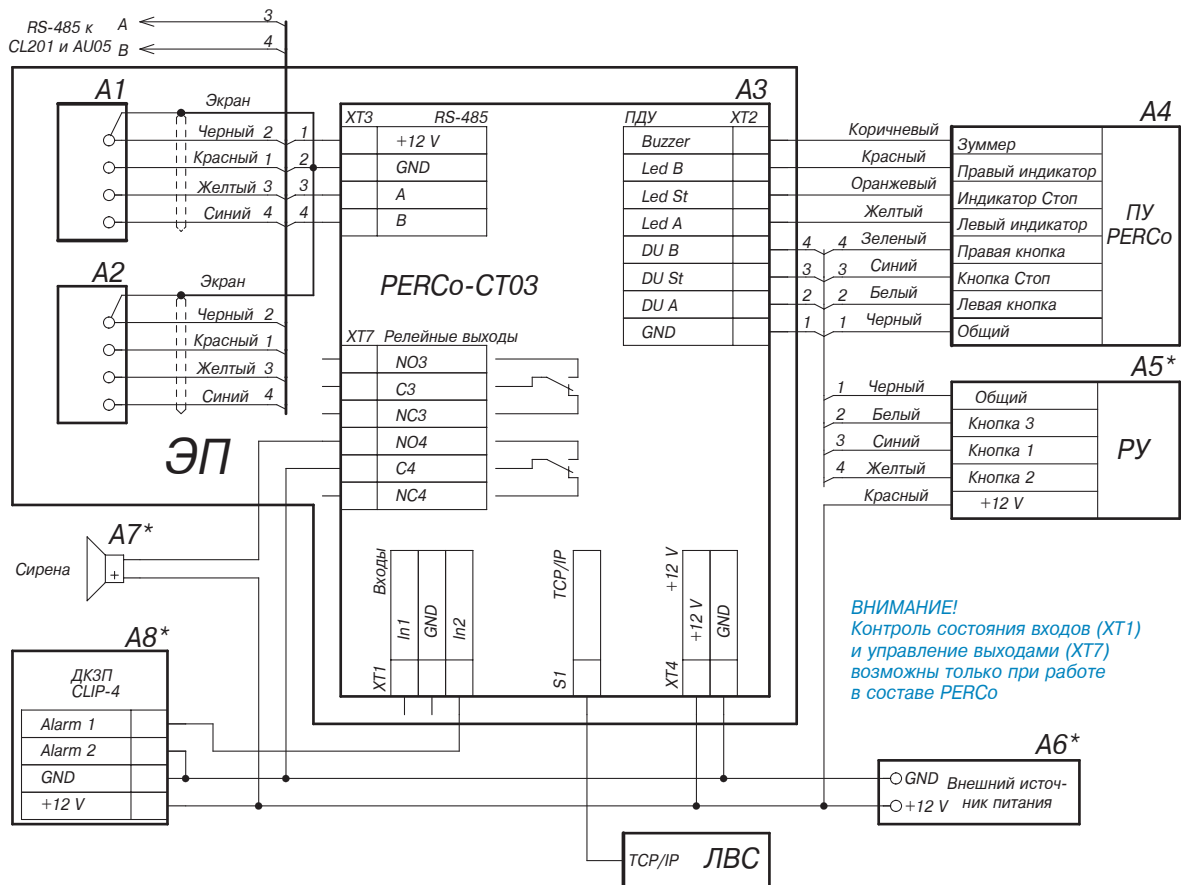 RS-485 к
CL201 и AU05
A
B
3
4
A1
Экран
Черный 2 1
Красный 1 2
Желтый 3 3
Синий 4 4
A2
Экран
Черный 2
Красный 1
Желтый 3
Синий 4
ЭП
A3
XT3 RS-485
+12 V
GND
A
B
PERCo-CT03
XT7 Релейные выходы
NO3
C3
NC3
NO4
C4
NC4
ПДУ XT2
Buzzer
Led B
Led St
Led A
DU B
DU St
DU A
GND
Коричневый
Красный
Оранжевый
Желтый
4 4 Зеленый
3 3 Синий
2 2 Белый
1 1 Черный
A4
Зуммер
Правый индикатор
Индикатор Стоп
Левый индикатор
Правая кнопка
Кнопка Стоп
Левая кнопка
Общий
ПУ
PERCo
A5*
1 Черный
2 Белый
3 Синий
4 Желтый
Красный
Общий
Кнопка 3
Кнопка 1
Кнопка 2
+12 V
РУ
XT1
Входы
In1
GND
In2
S1
TCP/IP
XT4
+12 V
+12 V
GND
A7*
Сирена
+
A8*
ДКЗП
CLIP-4
Alarm 1
Alarm 2
GND
+12 V
ВНИМАНИЕ!
Контроль состояния входов (XT1)
и управление выходами (XT7)
возможны только при работе
в составе PERCo
A6*
GND
+12 V
Внешний источ-
ник питания
TCP/IP ЛВС